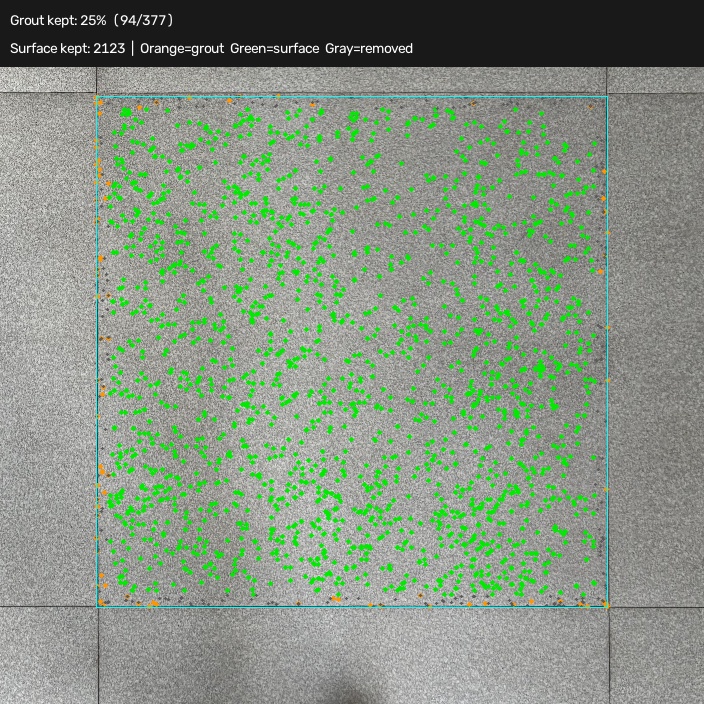 Grout kept: 25% (94/377)
Surface kept: 2123 | Orange=grout Green=surface Gray=removed